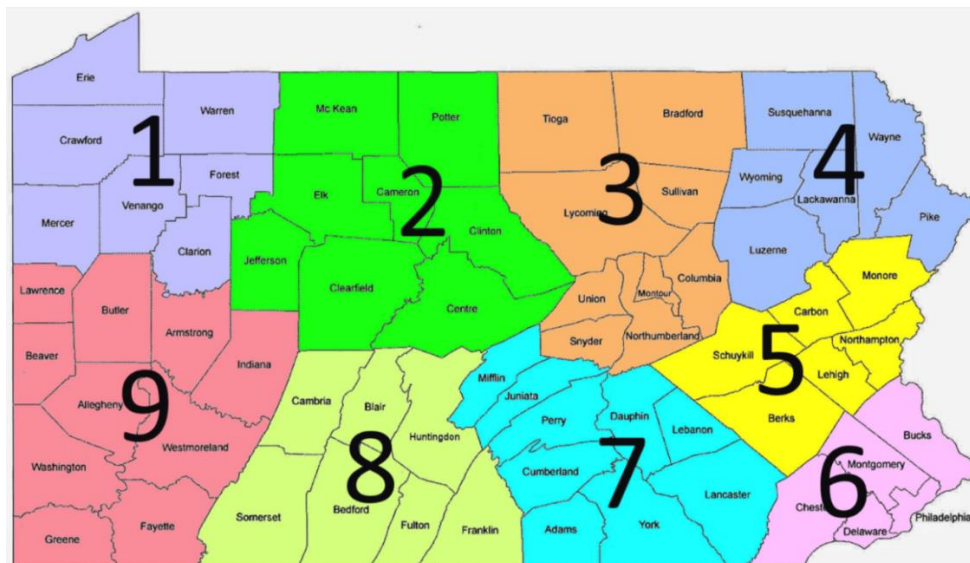 Erie
Warren
Mc Kean
Potter
Tioga
Bradford
Susquehanna
Wayne
Crawford
1
Forest
2
Cameron
Elk
3
Sullivan
4
Wyoming
Lackawanna
Mercer
Venango
Clarion
Clinton
Lycoming
Luzerne
Pike
Jefferson
Clearfield
Centre
Columbia
Montour
Union
Northumberland
Snyder
Monore
Carbon
Northampton
5
Schuykill
Lehigh
Berks
Lawrence
Butler
Armstrong
Indiana
Beaver
9
Allegheny
Westmoreland
Washington
Greene
Fayette
Cambria
Blair
Huntingdon
8
Somerset
Bedford
Fulton
Franklin
Mifflin
Juniata
Perry
Dauphin
Lebanon
7
Cumberland
Lancaster
Adams
York
Bucks
Montgomery
6
Cheste
Delaware
Philadelphia